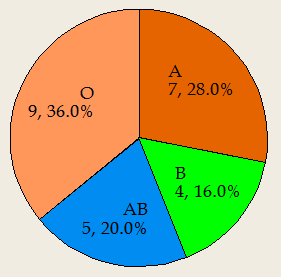 A
7, 28.0%
O
9, 36.0%
B
4, 16.0%
AB
5, 20.0%